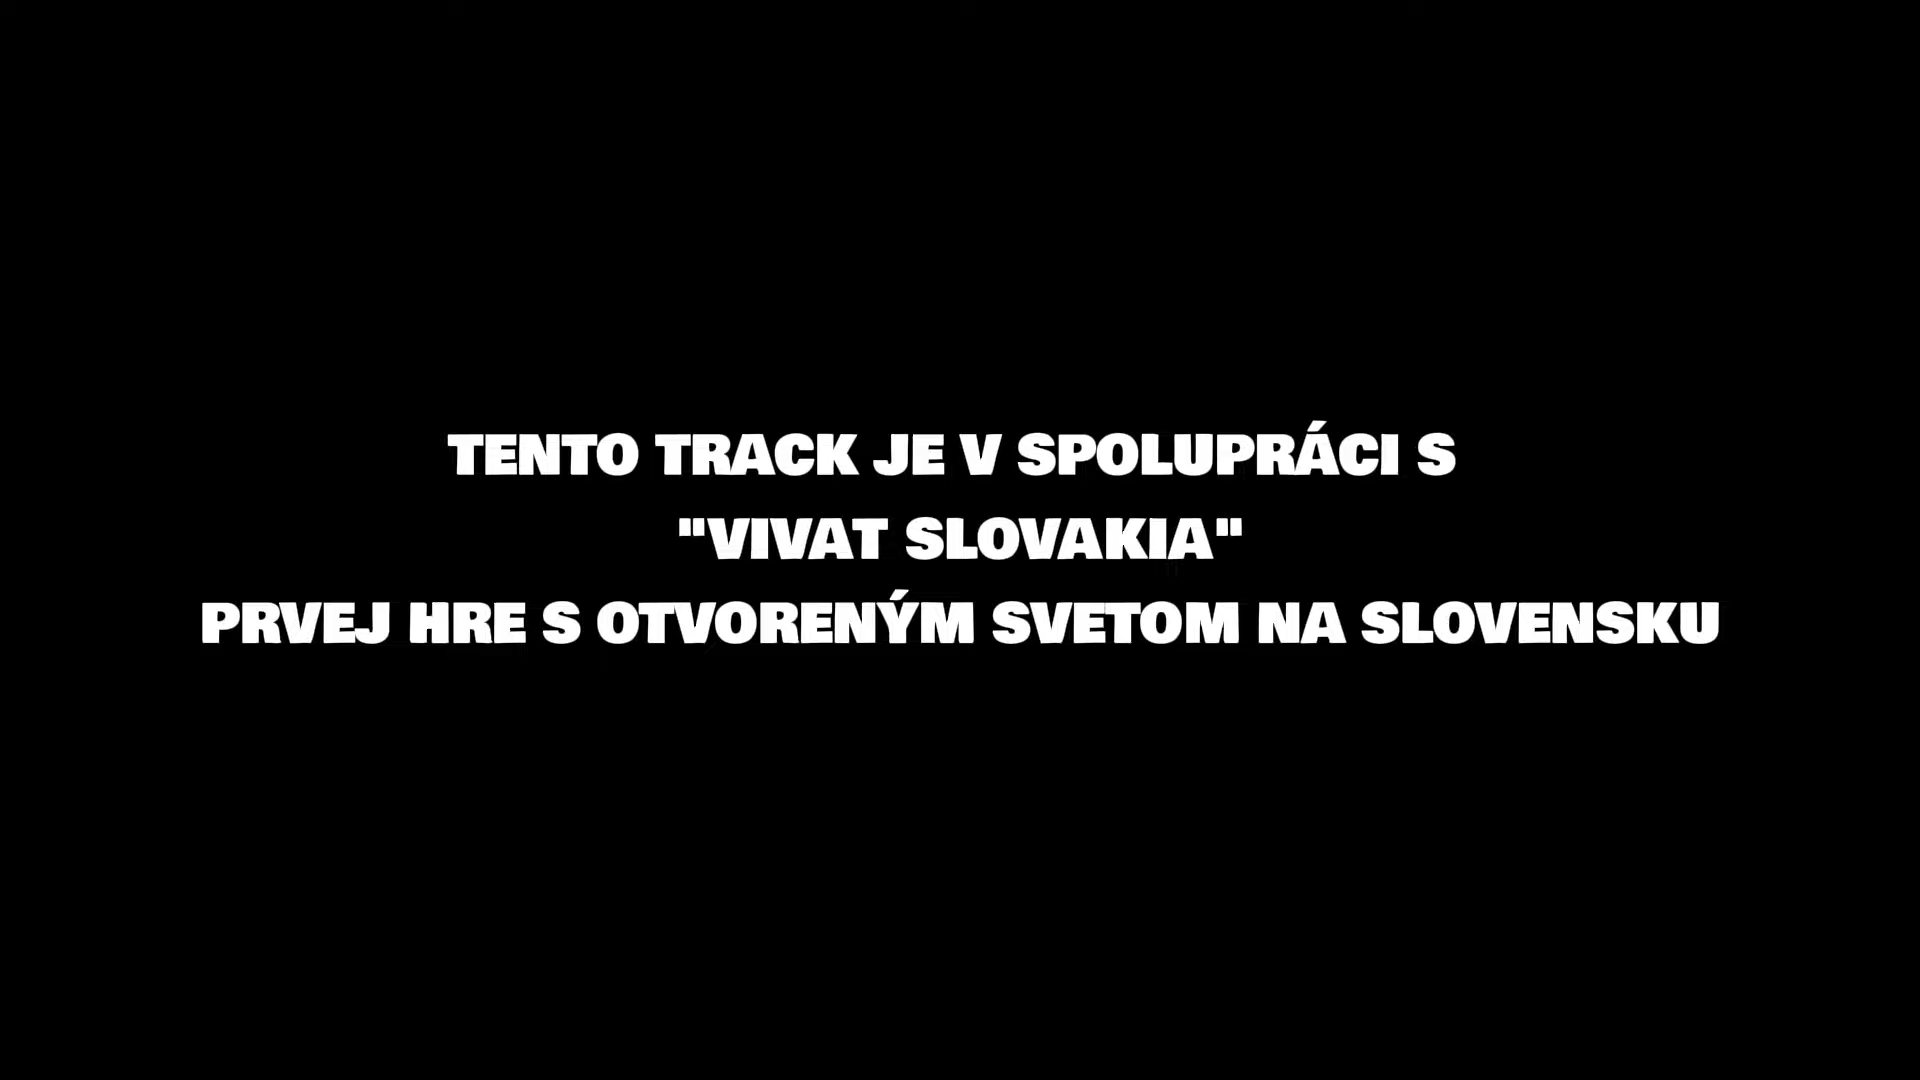 TENTO TRACK JE V SPOLUPRÁCI S
"VIVAT SLOVAKIA"
PRVEJ HRE S OTVORENÝM SVETOM NA SLOVENSKU